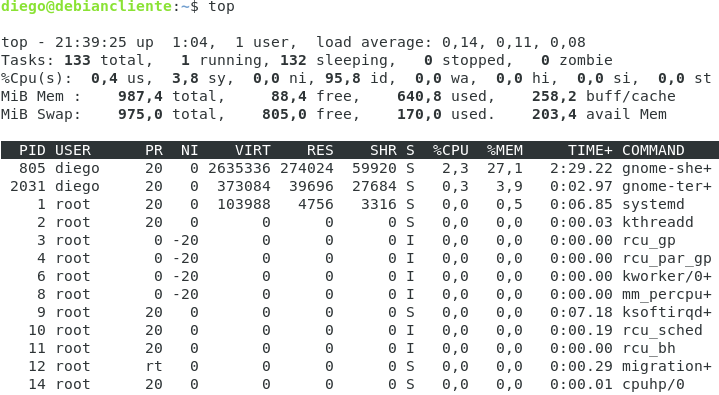 diego@debiancliente:~$ top
top - 21:39:25 up  1:04,  1 user,  load average: 0,14, 0,11, 0,08
Tasks: 133 total,   1 running, 132 sleeping,   0 stopped,   0 zombie
%Cpu(s):  0,4 us,  3,8 sy,  0,0 ni, 95,8 id,  0,0 wa,  0,0 hi,  0,0 si,  0,0 st
MiB Mem :    987,4 total,     88,4 free,    640,8 used,    258,2 buff/cache
MiB Swap:    975,0 total,    805,0 free,    170,0 used.    203,4 avail Mem
  PID USER      PR  NI    VIRT    RES    SHR S  %CPU  %MEM     TIME+ COMMAND
  805 diego     20   0 2635336 274024  59920 S   2,3  27,1   2:29.22 gnome-she+
 2031 diego     20   0  373084  39696  27684 S   0,3   3,9   0:02.97 gnome-ter+
    1 root      20   0  103988   4756   3316 S   0,0   0,5   0:06.85 systemd
    2 root      20   0       0      0      0 S   0,0   0,0   0:00.03 kthreadd
    3 root       0 -20       0      0      0 I   0,0   0,0   0:00.00 rcu_gp
    4 root       0 -20       0      0      0 I   0,0   0,0   0:00.00 rcu_par_gp
    6 root       0 -20       0      0      0 I   0,0   0,0   0:00.00 kworker/0+
    8 root       0 -20       0      0      0 I   0,0   0,0   0:00.00 mm_percpu+
    9 root      20   0       0      0      0 S   0,0   0,0   0:07.18 ksoftirqd+
   10 root      20   0       0      0      0 I   0,0   0,0   0:00.19 rcu_sched
   11 root      20   0       0      0      0 I   0,0   0,0   0:00.00 rcu_bh
   12 root      rt   0       0      0      0 S   0,0   0,0   0:00.29 migration+
   14 root      20   0       0      0      0 S   0,0   0,0   0:00.01 cpuhp/0